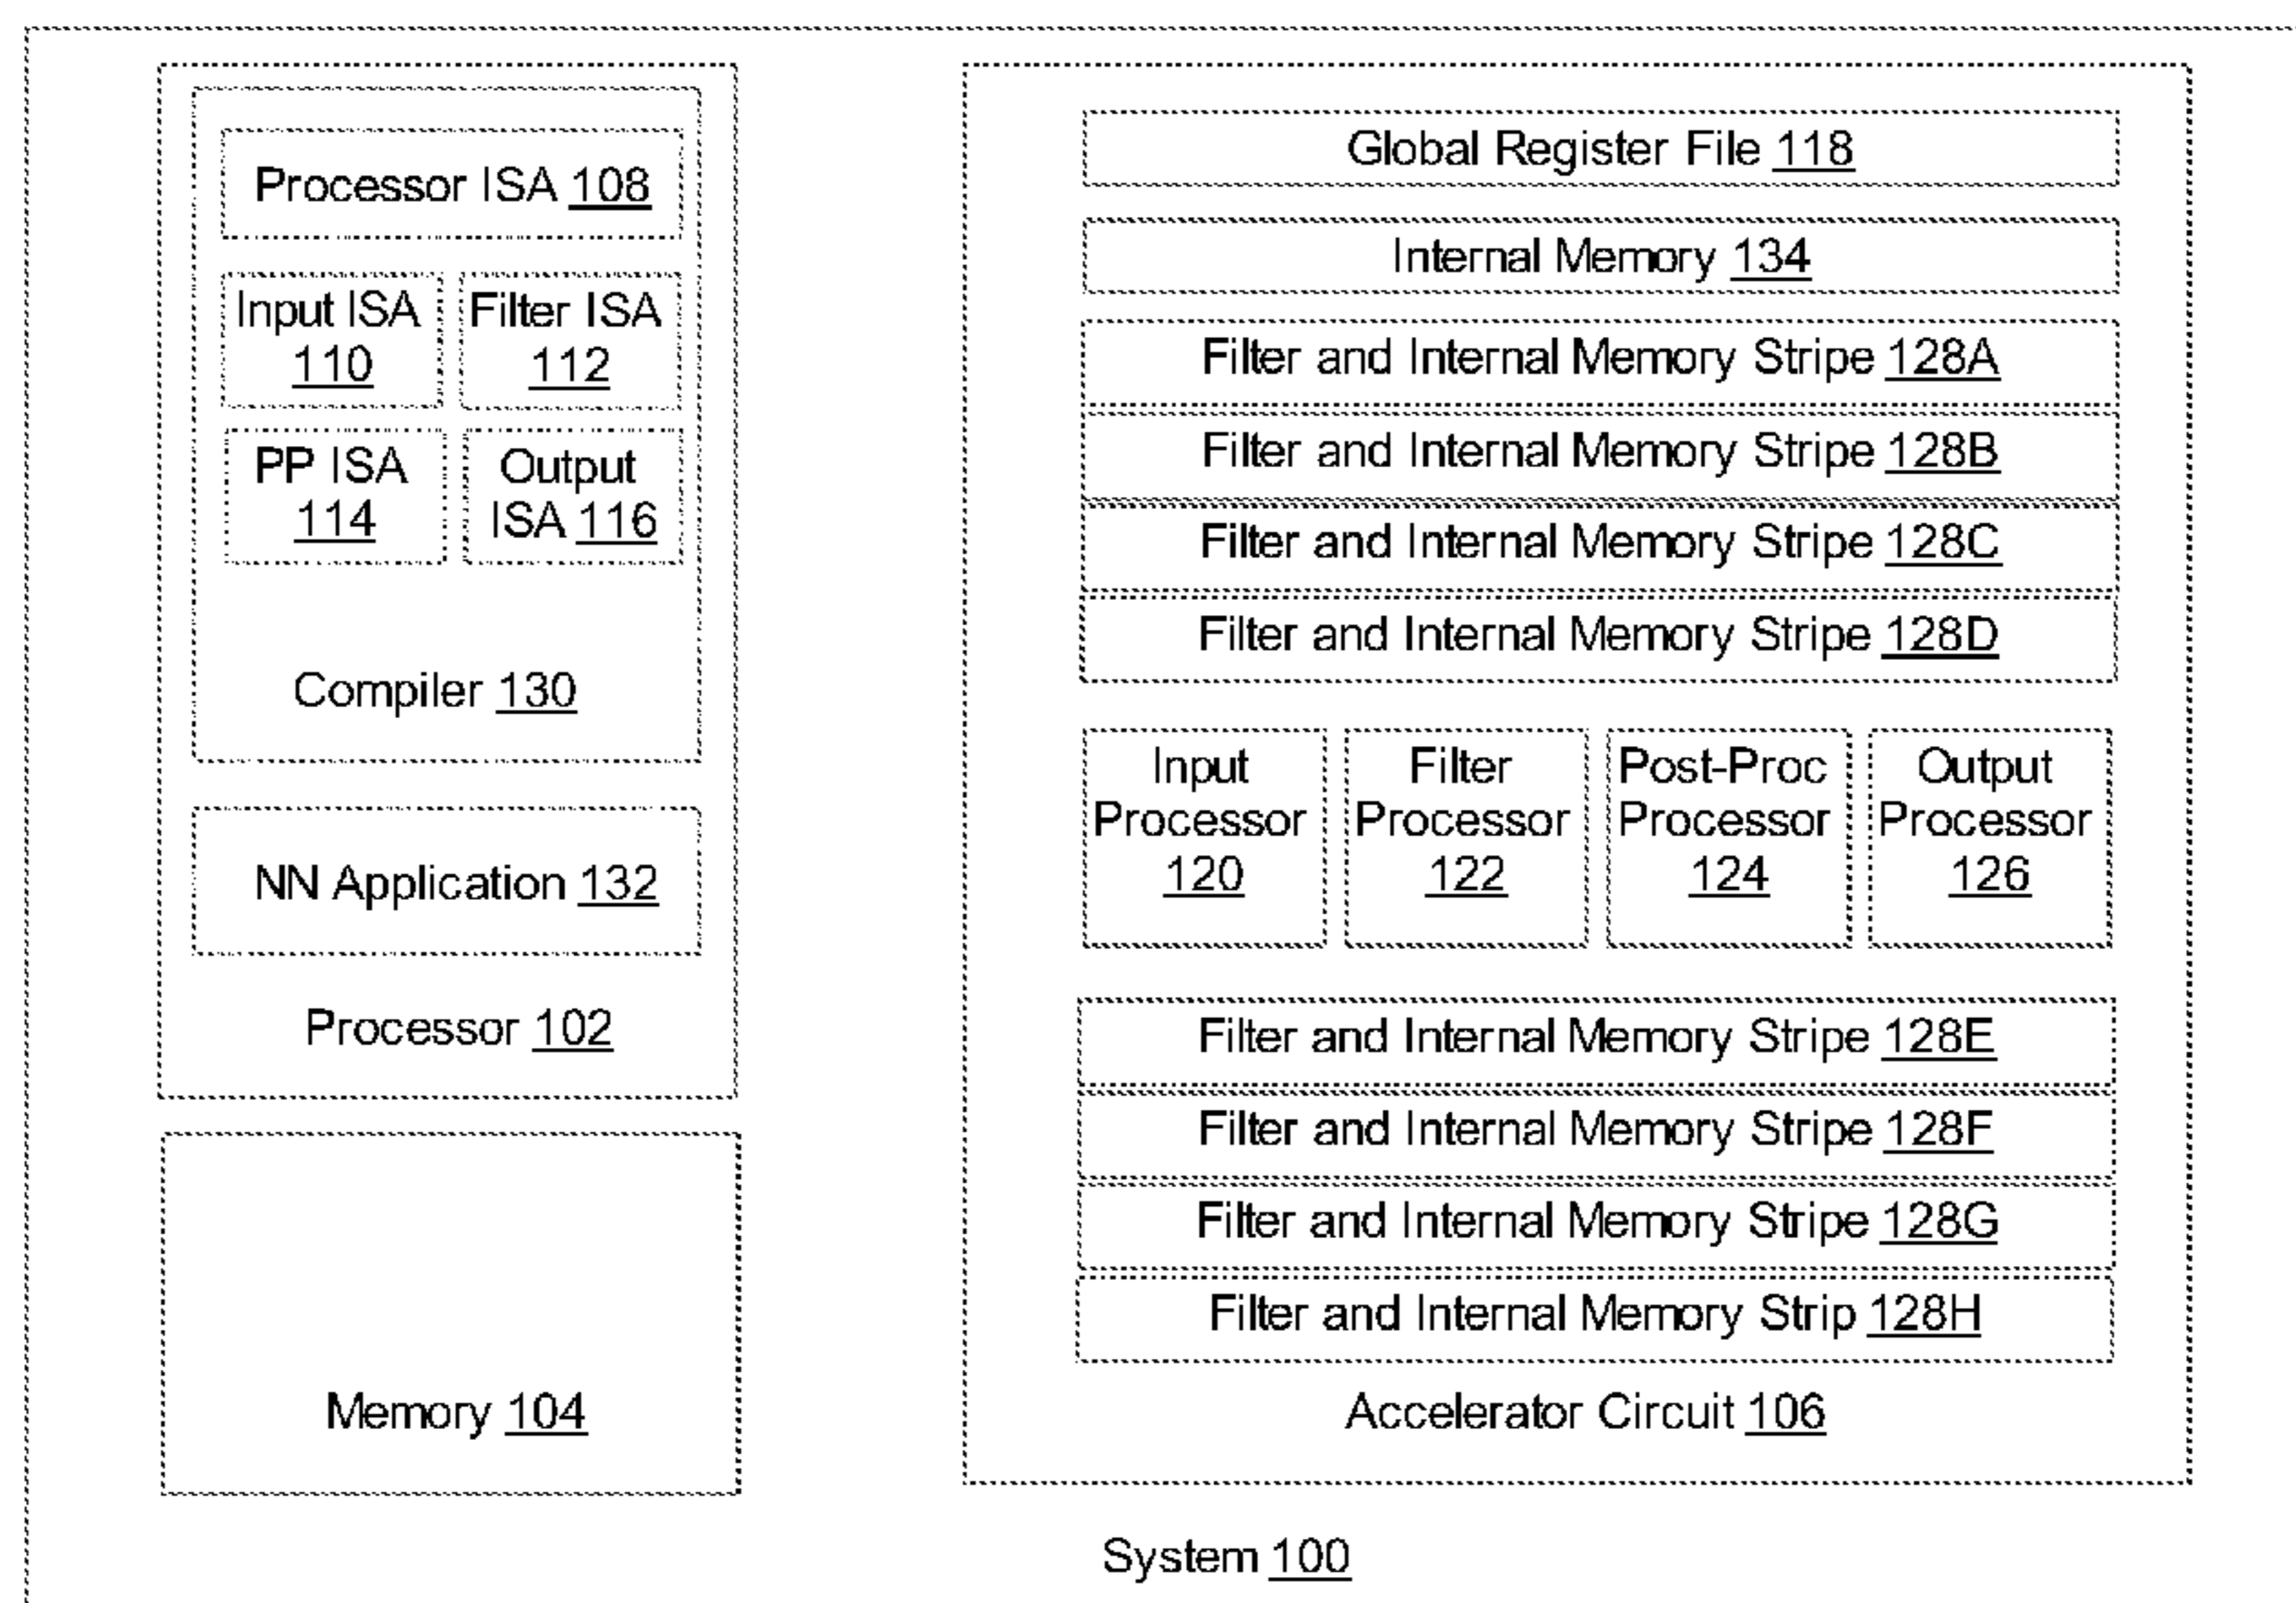 Processor ISA 108
Input ISA
110
Filter ISA
112
PP ISA
114
Output
ISA 116
Compiler 130
NN Application 132
Processor 102
Memory 104
Global Register File 118
Internal Memory 134
Filter and Internal Memory Stripe 128A
Filter and Internal Memory Stripe 128B
Filter and Internal Memory Stripe 128C
Filter and Internal Memory Stripe 128D
Input
Processor
120
Filter
Processor
122
Post-Proc
Processor
124
Output
Processor
126
Filter and Internal Memory Stripe 128E
Filter and Internal Memory Stripe 128F
Filter and Internal Memory Stripe 128G
Filter and Internal Memory Strip 128H
Accelerator Circuit 106
System 100